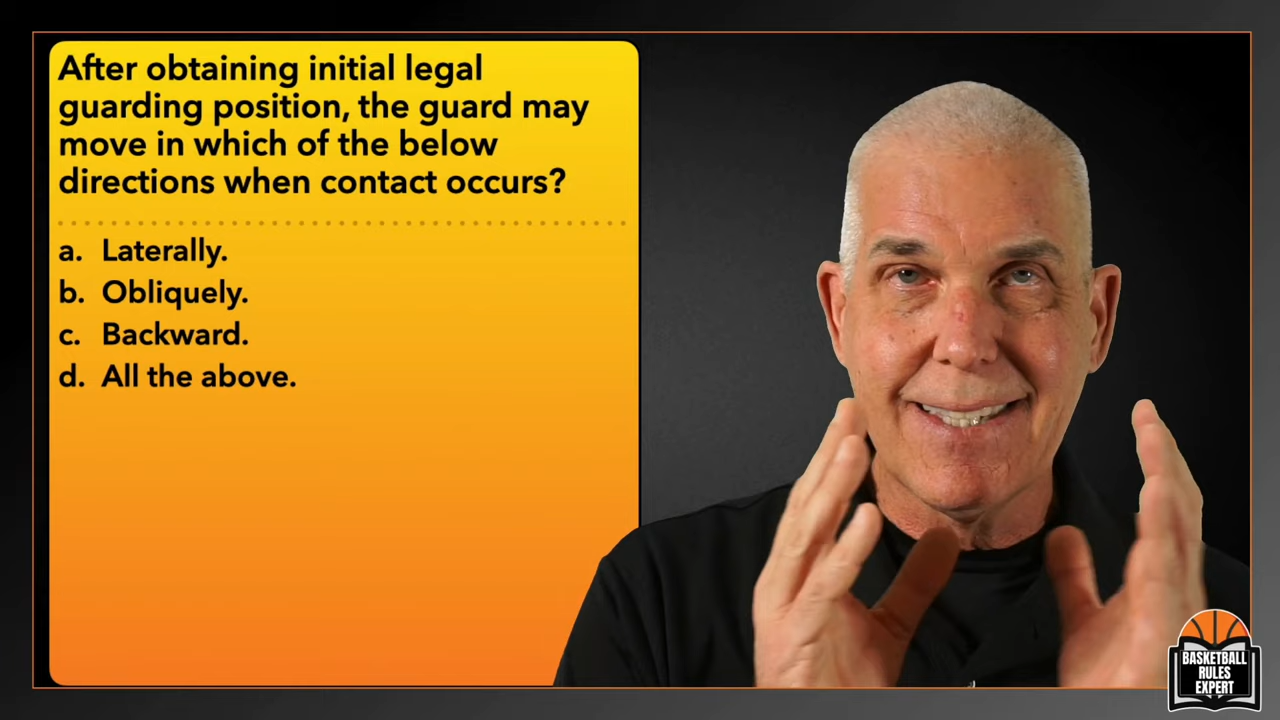 After obtaining initial legal
guarding position, the guard may
move in which of the below
directions when contact occurs?
a. Laterally.
b. Obliquely.
c. Backward.
d. All the above.
BASKETBALL
RULES
EXPERT